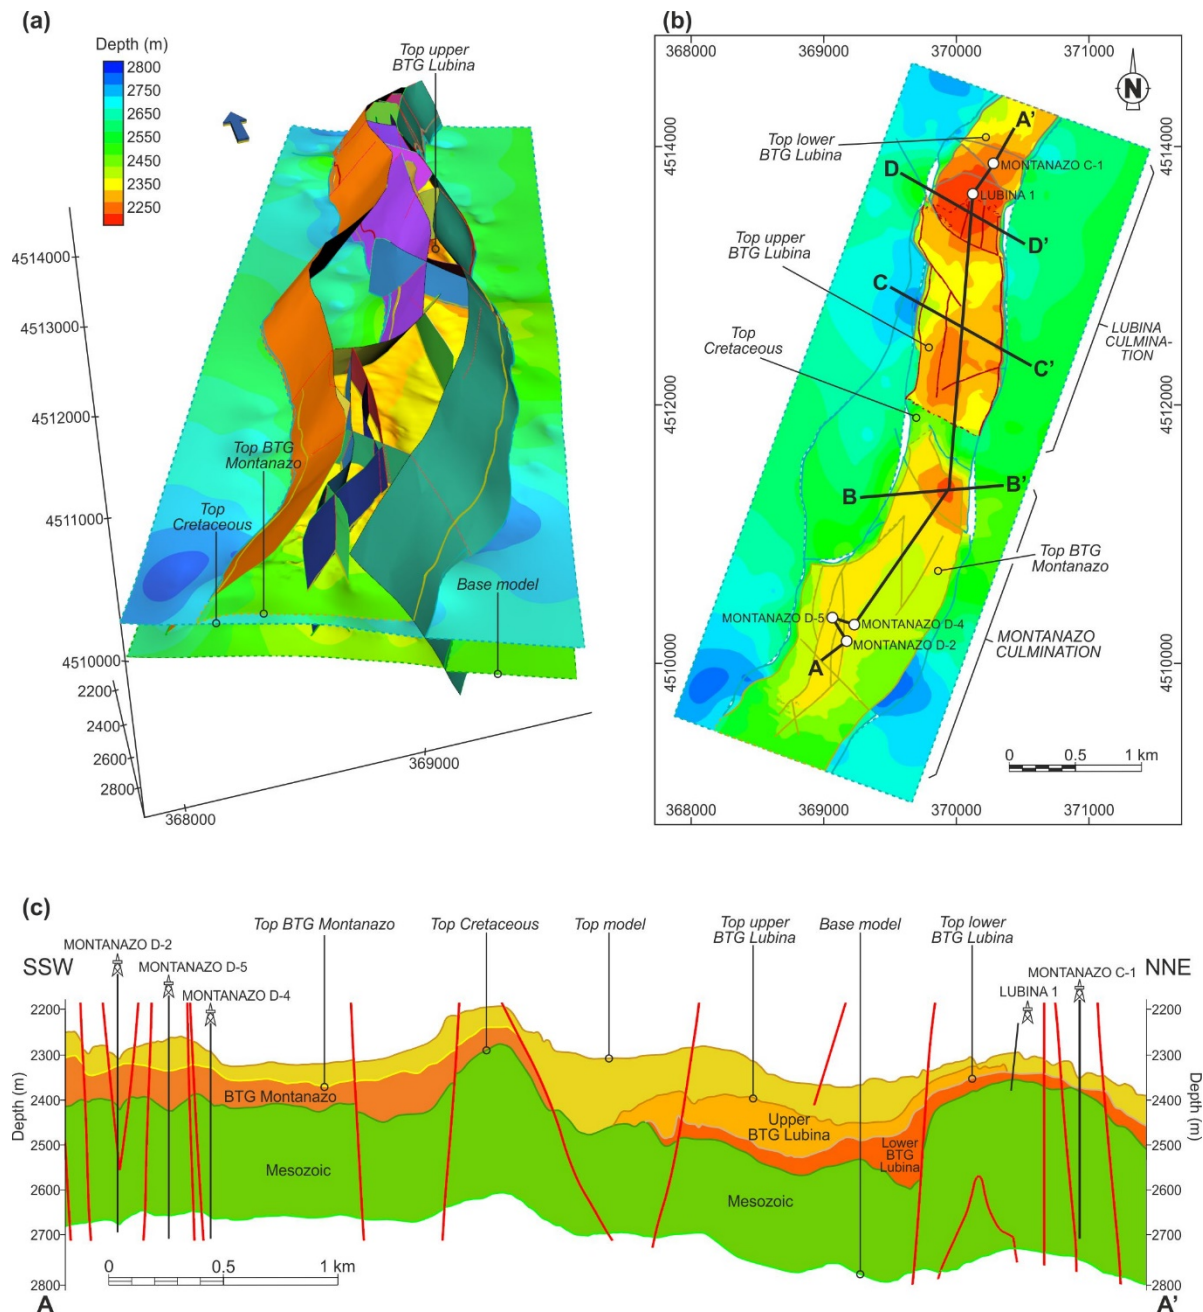 (a)
Depth (m)
2800
2750
2650
2550
2450
2350
2250
Top upper
BTG Lubina
4514000
4513000
4512000
4511000
4510000
2200
2400
2600
2800
368000
369000
Top BTG
Montanazo
Top
Cretaceous
Base model
(b)
368000
369000
370000
371000
N
4514000
4512000
4510000
4514000
4512000
4510000
A'
Top lower
BTG Lubina
MONTANAZO C-1
D
LUBINA 1
D'
Top upper
BTG Lubina
C
C'
Top
Cretaceous
LUBINA
CULMINA-
TION
B
B'
Top BTG
Montanazo
MONTANAZO D-5
MONTANAZO D-4
MONTANAZO D-2
A
MONTANAZO
CULMINATION
0
0.5
1 km
368000
369000
370000
371000
(c)
SSW
MONTANAZO D-2
MONTANAZO D-5
MONTANAZO D-4
Top BTG Montanazo
Top Cretaceous
Top model
Top upper
BTG Lubina
Base model
Top lower
BTG Lubina
LUBINA 1
MONTANAZO C-1
NNE
2200
2300
2400
2500
2600
2700
2800
Depth (m)
BTG Montanazo
Mesozoic
Upper
BTG Lubina
Lower
BTG
Lubina
Mesozoic
2200
2300
2400
2500
2600
2700
2800
Depth (m)
0
0.5
1 km
A
A'